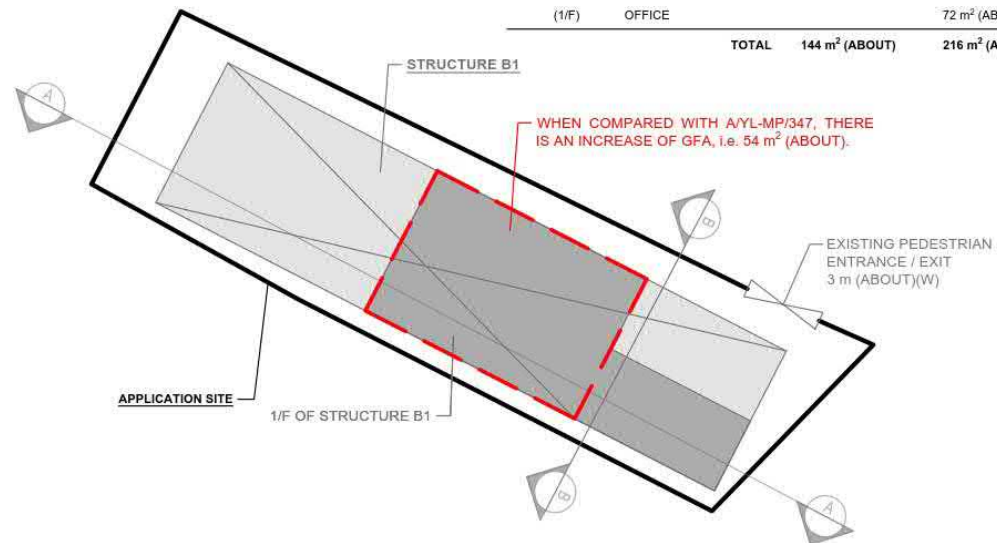 (1/F) OFFICE 72 m² (AB
TOTAL 144 m² (ABOUT) 216 m² (A
STRUCTURE B1
A
WHEN COMPARED WITH A/YL-MP/347, THERE
IS AN INCREASE OF GFA, i.e. 54 m² (ABOUT).
B
EXISTING PEDESTRIAN
ENTRANCE / EXIT
3 m (ABOUT)(W)
APPLICATION SITE
1/F OF STRUCTURE B1
B
A